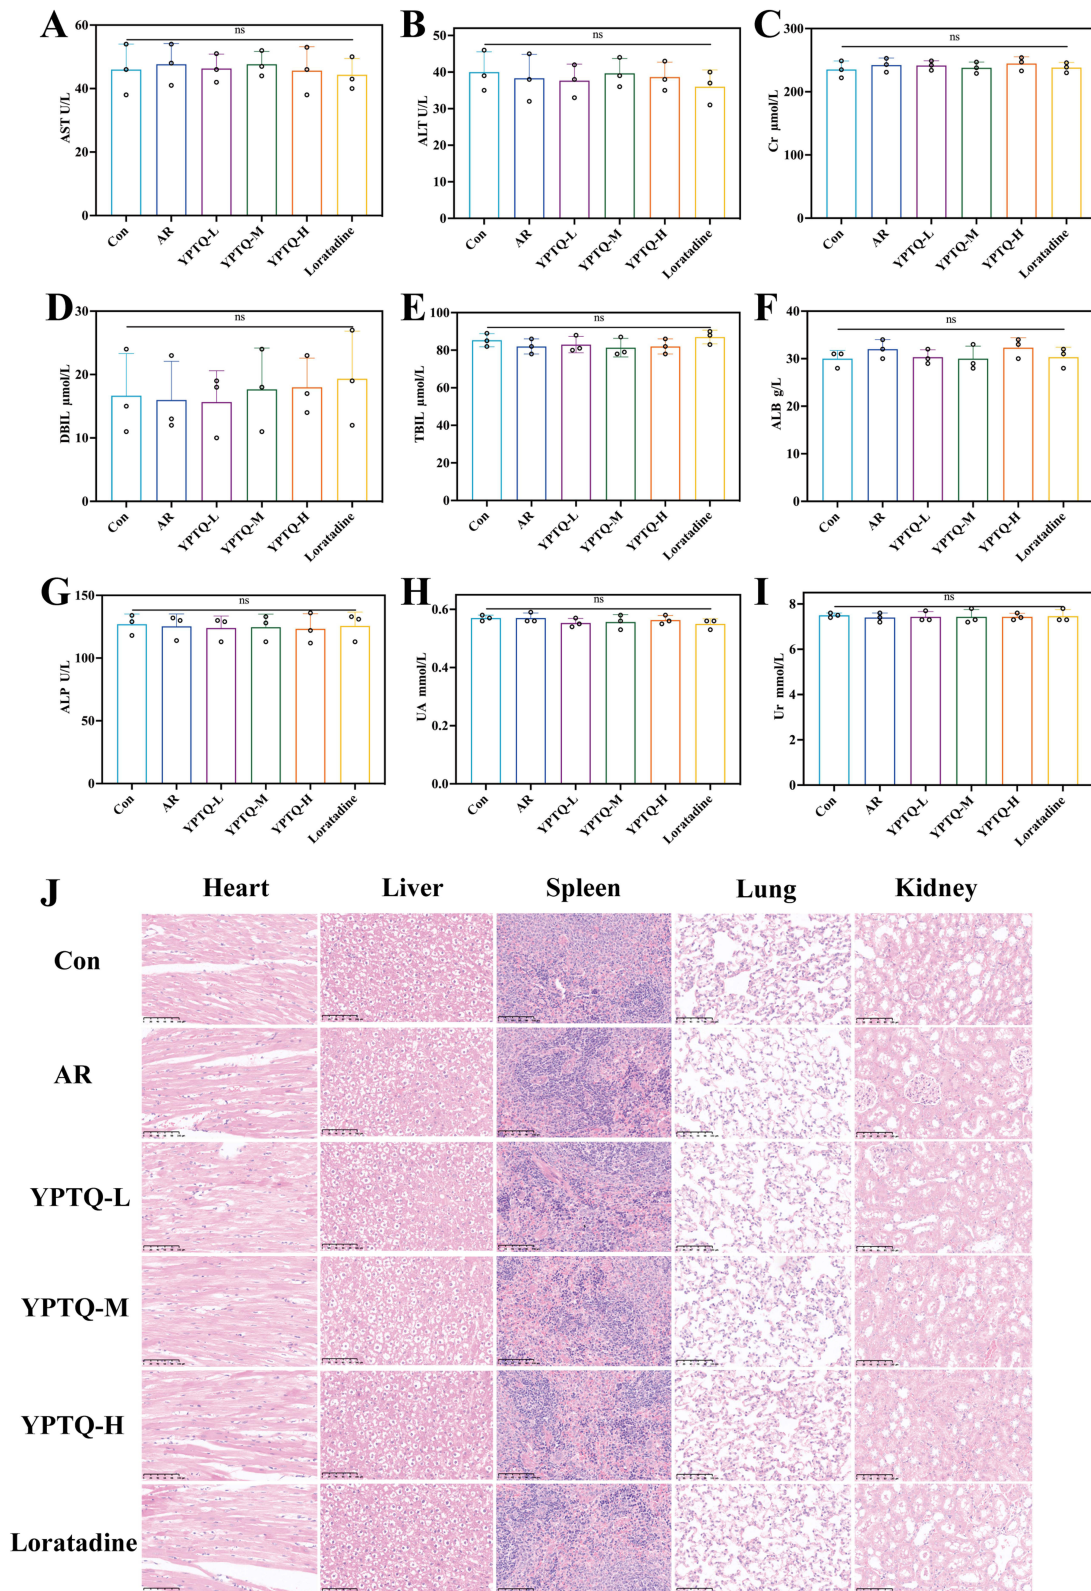 A
ns
AST U/L
60
40
20
0
Con
AR
YPTQ-L
YPTQ-M
YPTQ-H
Loratadine
B
ns
ALT U/L
50
40
30
20
10
0
Con
AR
YPTQ-L
YPTQ-M
YPTQ-H
Loratadine
C
ns
Cr μmol/L
300
200
100
0
Con
AR
YPTQ-L
YPTQ-M
YPTQ-H
Loratadine
D
ns
DBIL μmol/L
30
20
10
0
Con
AR
YPTQ-L
YPTQ-M
YPTQ-H
Loratadine
E
ns
TBIL μmol/L
100
80
60
40
20
0
Con
AR
YPTQ-L
YPTQ-M
YPTQ-H
Loratadine
F
ns
ALB g/L
40
30
20
10
0
Con
AR
YPTQ-L
YPTQ-M
YPTQ-H
Loratadine
G
ns
ALP U/L
150
100
50
0
Con
AR
YPTQ-L
YPTQ-M
YPTQ-H
Loratadine
H
ns
UA mmol/L
0.6
0.4
0.2
0.0
Con
AR
YPTQ-L
YPTQ-M
YPTQ-H
Loratadine
I
ns
Ur mmol/L
8
6
4
2
0
Con
AR
YPTQ-L
YPTQ-M
YPTQ-H
Loratadine
J
Heart Liver Spleen Lung Kidney
Con
AR
YPTQ-L
YPTQ-M
YPTQ-H
Loratadine